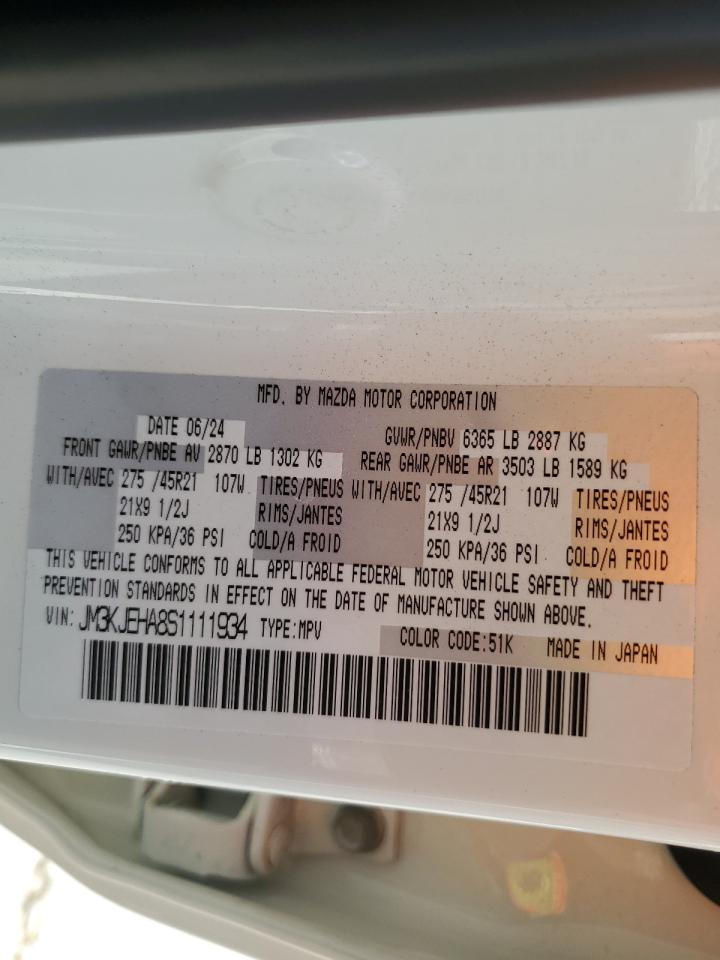 MFD. BY MAZDA MOTOR CORPORATION
DATE 06/24 GVWR/PNBV 6365 LB 2887 KG
FRONT GAWR/PNBE AV 2870 LB 1302 KG REAR GAWR/PNBE AR 3503 LB 1589 KG
WITH/AVEC 275 /45R21 107W TIRES/PNEUS WITH/AVEC 275 /45R21 107W TIRES/PNEUS
21X9 1/2J RIMS/JANTES 21X9 1/2J RIMS/JANTES
250 KPA/36 PSI COLD/A FROID 250 KPA/36 PSI COLD/A FROID
THIS VEHICLE CONFORMS TO ALL APPLICABLE FEDERAL MOTOR VEHICLE SAFETY AND THEFT
PREVENTION STANDARDS IN EFFECT ON THE DATE OF MANUFACTURE SHOWN ABOVE.
VIN: JM3KJEHA8S1111934 TYPE:MPV COLOR CODE:51K MADE IN JAPAN